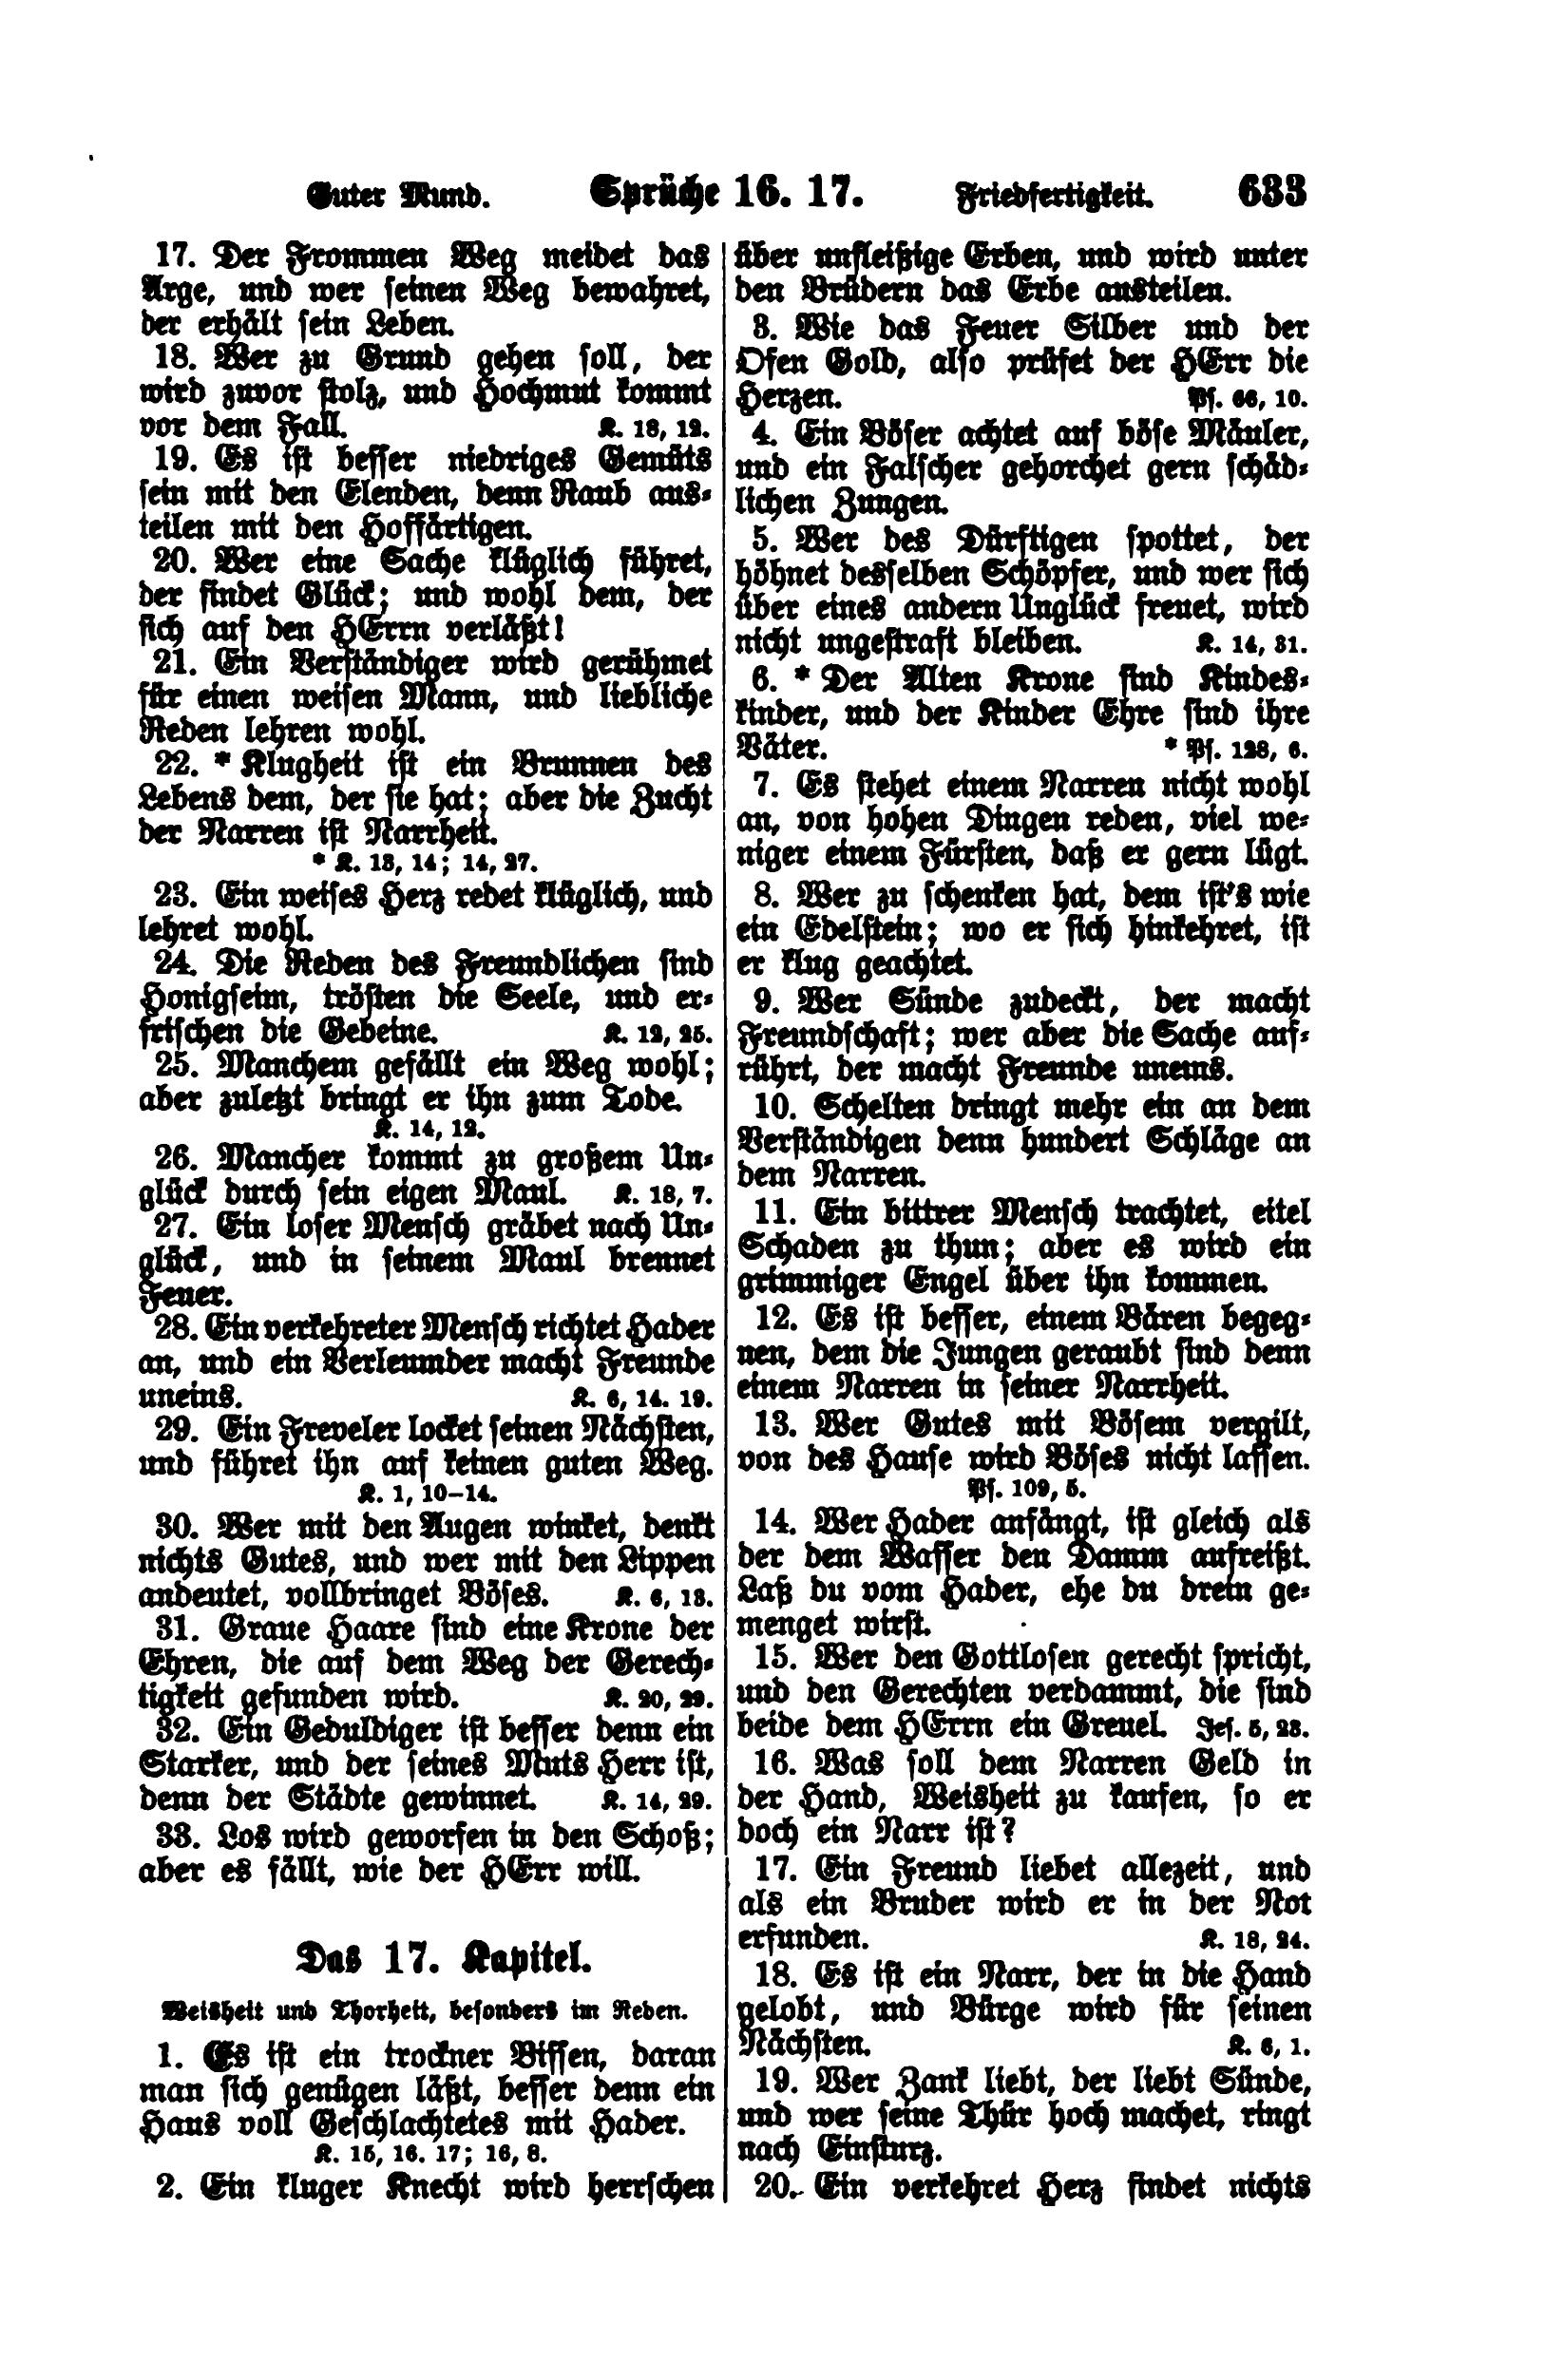 Guter Mund. Sprüche 16. 17. Friedfertigkeit. 633
17. Der Frommen Weg meidet das
Arge, und wer seinen Weg bewahret,
der erhält sein Leben.
18. Wer zu Grund gehen soll, der
wird zuvor stolz, und Hochmut kommt
vor dem Fall. K. 18, 12.
19. Es ist besser niedriges Gemüts
sein mit den Elenden, denn Raub aus-
teilen mit den Hoffärtigen.
20. Wer eine Sache klüglich führet,
der findet Glück; und wohl dem, der
sich auf den HErrn verläßt!
21. Ein Verständiger wird gerühmet
für einen weisen Mann, und liebliche
Reden lehren wohl.
22. * Klugheit ist ein Brunnen des
Lebens dem, der sie hat; aber die Zucht
der Narren ist Narrheit.
* K. 13, 14; 14, 27.
23. Ein weises Herz redet klüglich, und
lehret wohl.
24. Die Reden des Freundlichen sind
Honigseim, trösten die Seele, und er-
frischen die Gebeine. K. 12, 25.
25. Manchem gefällt ein Weg wohl;
aber zuletzt bringt er ihn zum Tode.
K. 14, 12.
26. Mancher kommt zu großem Un-
glück durch sein eigen Maul. K. 18, 7.
27. Ein loser Mensch gräbet nach Un-
glück, und in seinem Maul brennet
Feuer.
28. Ein verkehreter Mensch richtet Hader
an, und ein Verleumder macht Freunde
uneins. K. 6, 14. 19.
29. Ein Freveler locket seinen Nächsten,
und führet ihn auf keinen guten Weg.
K. 1, 10–14.
30. Wer mit den Augen winket, denkt
nichts Gutes, und wer mit den Lippen
andeutet, vollbringet Böses. K. 6, 13.
31. Graue Haare sind eine Krone der
Ehren, die auf dem Weg der Gerech-
tigkeit gefunden wird. K. 20, 29.
32. Ein Geduldiger ist besser denn ein
Starker, und der seines Muts Herr ist,
denn der Städte gewinnet. K. 14, 29.
33. Los wird geworfen in den Schoß;
aber es fällt, wie der HErr will.
Das 17. Kapitel.
Weisheit und Thorheit, besonders im Reden.
1. Es ist ein trockner Bissen, daran
man sich genügen läßt, besser denn ein
Haus voll Geschlachtetes mit Hader.
K. 15, 16. 17; 16, 8.
2. Ein kluger Knecht wird herrschen
über unfleißige Erben, und wird unter
den Brüdern das Erbe austeilen.
3. Wie das Feuer Silber und der
Ofen Gold, also prüfet der HErr die
Herzen. Ps. 66, 10.
4. Ein Böser achtet auf böse Mäuler,
und ein Falscher gehorchet gern schäd-
lichen Zungen.
5. Wer des Dürftigen spottet, der
höhnet desselben Schöpfer, und wer sich
über eines andern Unglück freuet, wird
nicht ungestraft bleiben. K. 14, 31.
6. * Der Alten Krone sind Kindes-
kinder, und der Kinder Ehre sind ihre
Väter. * Ps. 128, 6.
7. Es stehet einem Narren nicht wohl
an, von hohen Dingen reden, viel we-
niger einem Fürsten, daß er gern lügt.
8. Wer zu schenken hat, dem ist's wie
ein Edelstein; wo er sich hinkehret, ist
er klug geachtet.
9. Wer Sünde zudeckt, der macht
Freundschaft; wer aber die Sache auf-
rührt, der macht Freunde uneins.
10. Schelten bringt mehr ein an dem
Verständigen denn hundert Schläge an
dem Narren.
11. Ein bittrer Mensch trachtet, eitel
Schaden zu thun; aber es wird ein
grimmiger Engel über ihn kommen.
12. Es ist besser, einem Bären begeg-
nen, dem die Jungen geraubt sind denn
einem Narren in seiner Narrheit.
13. Wer Gutes mit Bösem vergilt,
von des Hause wird Böses nicht lassen.
Ps. 109, 5.
14. Wer Hader anfängt, ist gleich als
der dem Wasser den Damm aufreißt.
Laß du vom Hader, ehe du drein ge-
menget wirst.
15. Wer den Gottlosen gerecht spricht,
und den Gerechten verdammt, die sind
beide dem HErrn ein Greuel. Jes. 5, 23.
16. Was soll dem Narren Geld in
der Hand, Weisheit zu kaufen, so er
doch ein Narr ist?
17. Ein Freund liebet allezeit, und
als ein Bruder wird er in der Not
erfunden. K. 18, 24.
18. Es ist ein Narr, der in die Hand
gelobt, und Bürge wird für seinen
Nächsten. K. 6, 1.
19. Wer Zank liebt, der liebt Sünde,
und wer seine Thür hoch machet, ringt
nach Einsturz.
20. Ein verkehret Herz findet nichts